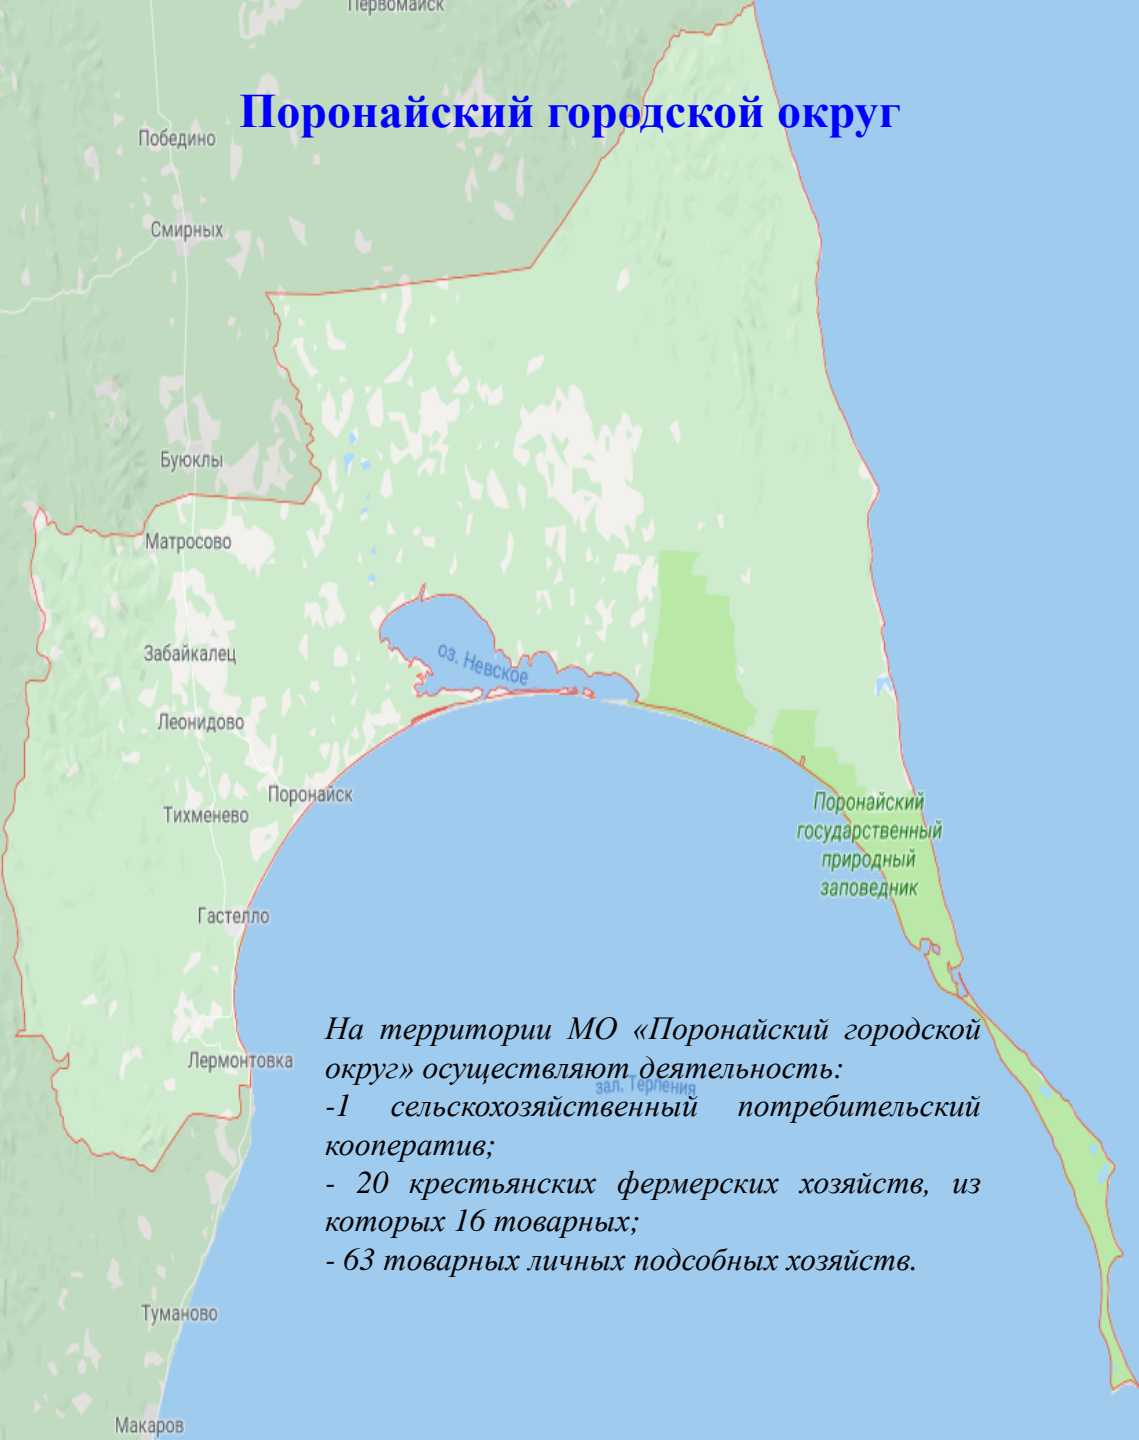 Первомайск
Поронайский городской округ
Победино
Смирных
Буюклы
Матросово
Забайкалец
оз. Невское
Леонидово
Поронайск
Тихменево
Поронайский
государственный
природный
заповедник
Гастелло
На территории МО «Поронайский городской
округ» осуществляют деятельность:
зал. Терпения
-1 сельскохозяйственный потребительский
кооператив;
- 20 крестьянских фермерских хозяйств, из
которых 16 товарных;
- 63 товарных личных подсобных хозяйств.
Лермонтовка
Туманово
Макаров